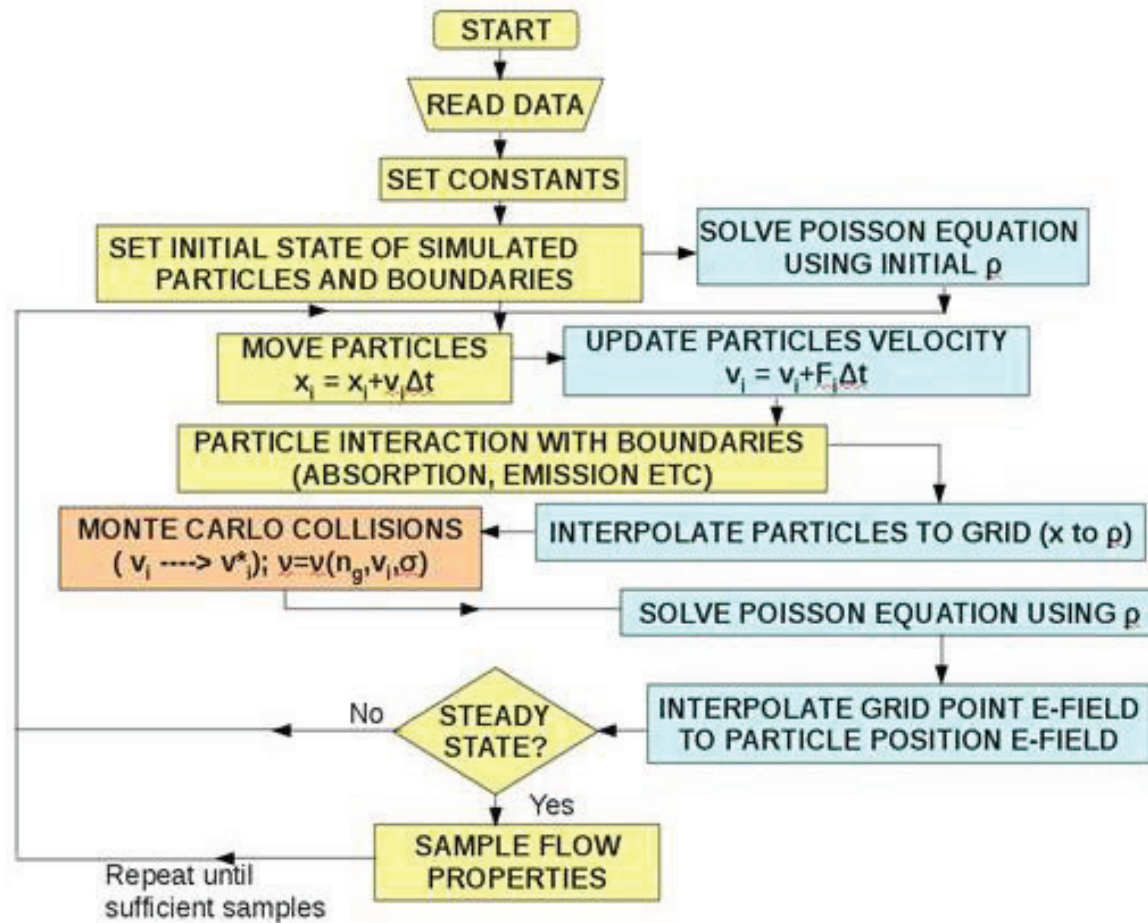 START
READ DATA
SET CONSTANTS
SET INITIAL STATE OF SIMULATED
PARTICLES AND BOUNDARIES
SOLVE POISSON EQUATION
USING INITIAL ρ
MOVE PARTICLES
xᵢ = xᵢ+vᵢΔt
UPDATE PARTICLES VELOCITY
vᵢ = vᵢ+FᵢΔt
PARTICLE INTERACTION WITH BOUNDARIES
(ABSORPTION, EMISSION ETC)
INTERPOLATE PARTICLES TO GRID (x to ρ)
MONTE CARLO COLLISIONS
( vᵢ ----> v*ᵢ); ν=ν(n_g,vᵢ,σ)
SOLVE POISSON EQUATION USING ρ
INTERPOLATE GRID POINT E-FIELD
TO PARTICLE POSITION E-FIELD
No
STEADY
STATE?
Yes
SAMPLE FLOW
PROPERTIES
Repeat until
sufficient samples